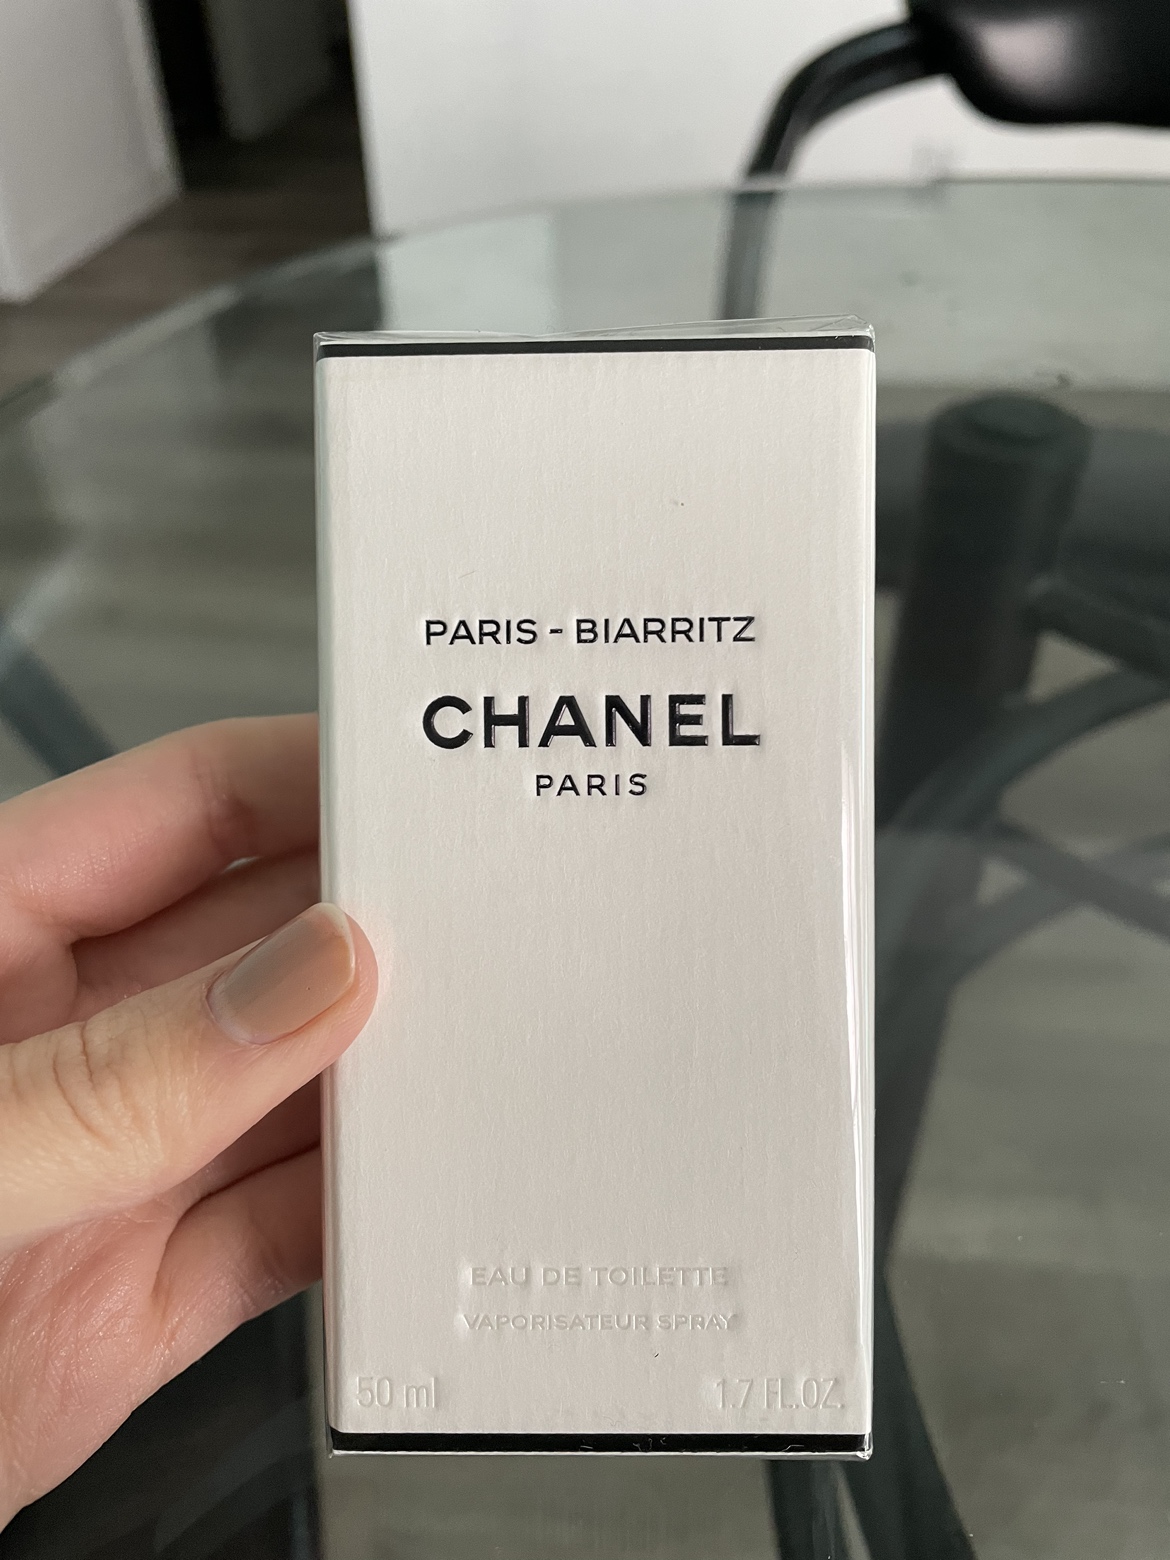 PARIS - BIARRITZ
CHANEL
PARIS
EAU DE TOILETTE
VAPORISATEUR SPRAY
50 ml
1.7 FL.OZ.